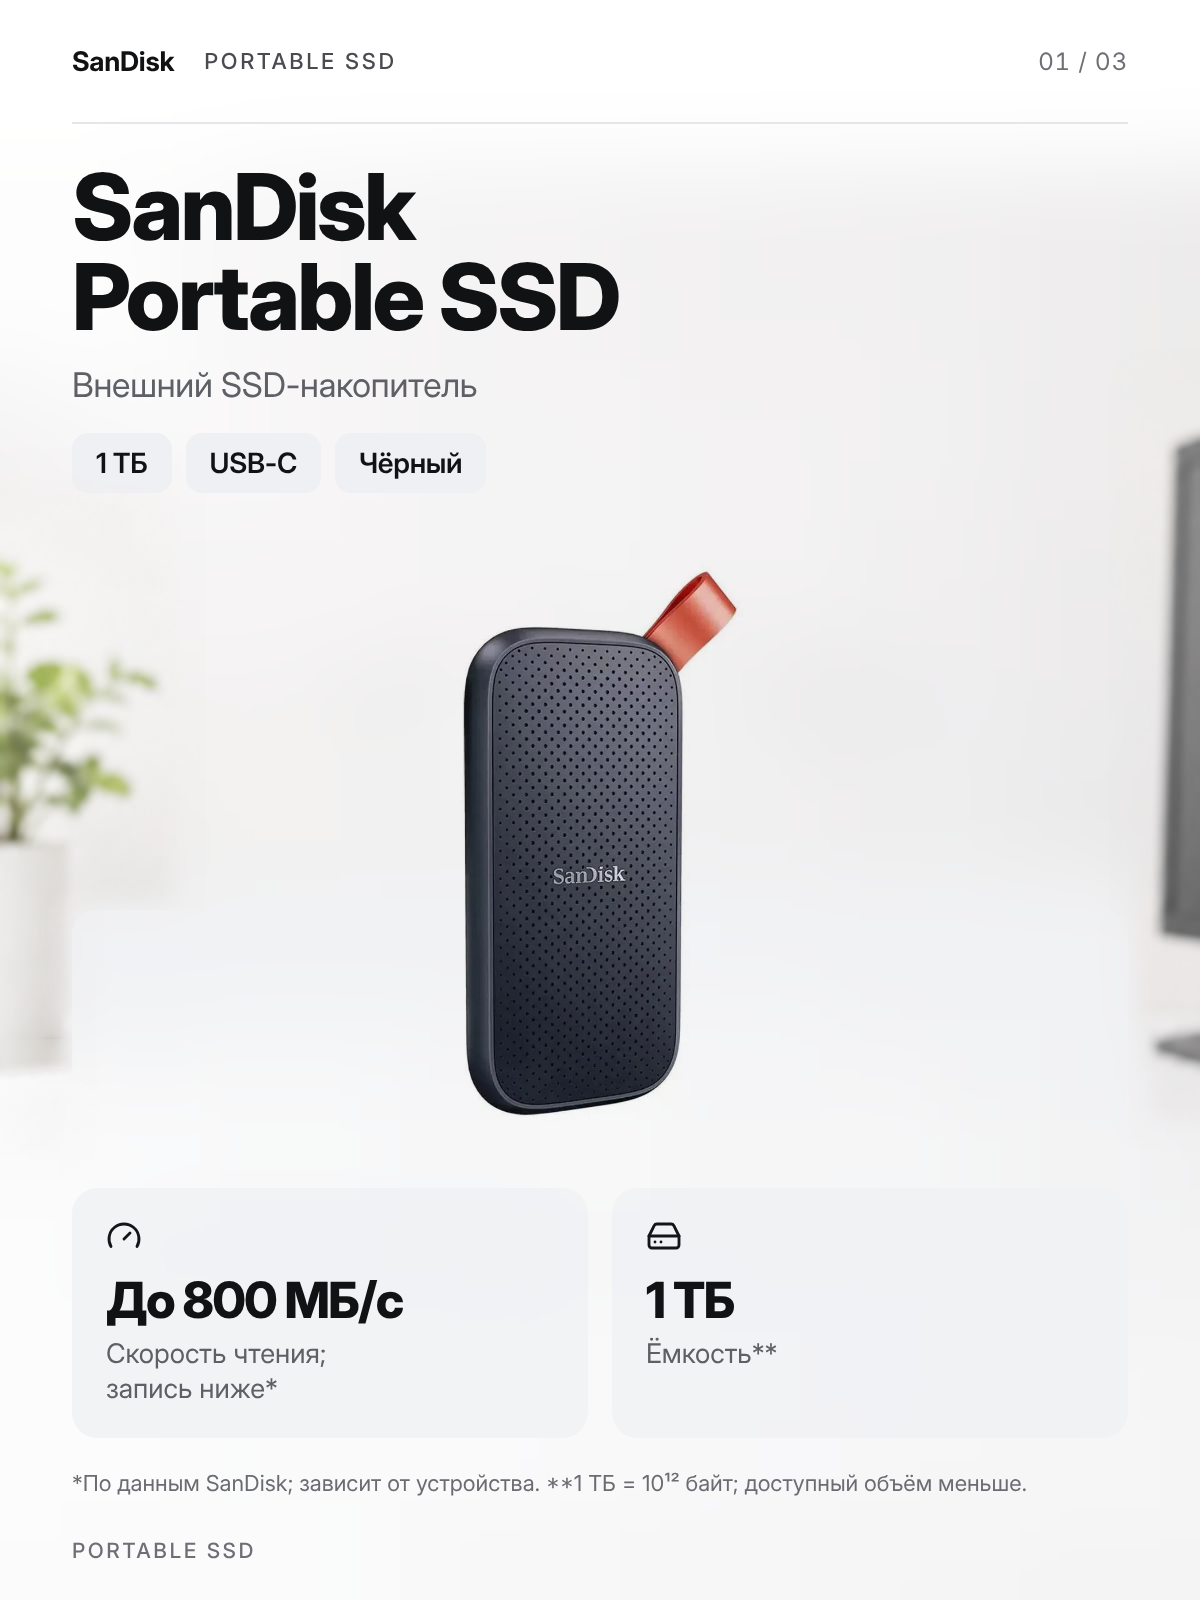 SanDisk PORTABLE SSD 01 / 03
SanDisk
Portable SSD
Внешний SSD-накопитель
1 ТБ USB-C Чёрный
SanDisk
До 800 МБ/с
Скорость чтения;
запись ниже*
1 ТБ
Ёмкость**
*По данным SanDisk; зависит от устройства. **1 ТБ = 10¹² байт; доступный объём меньше.
PORTABLE SSD